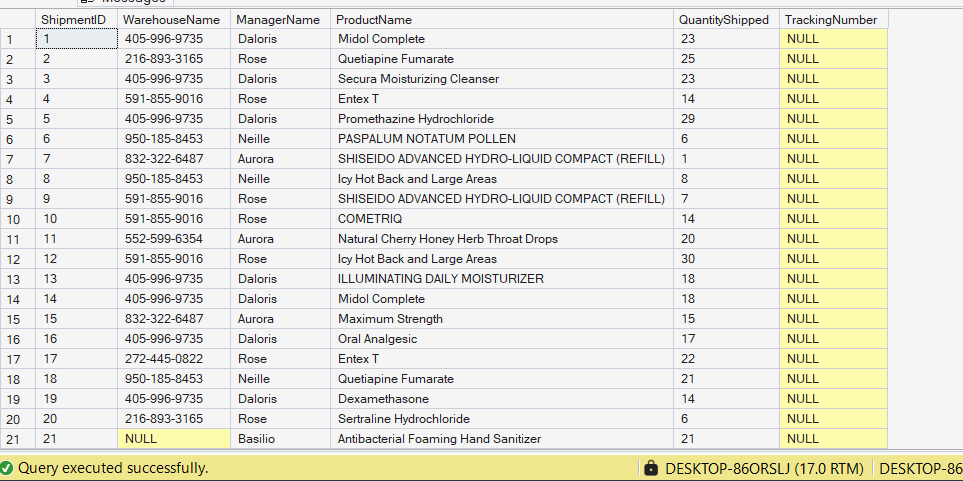 Messages
ShipmentID WarehouseName ManagerName ProductName QuantityShipped TrackingNumber
1 1 405-996-9735 Daloris Midol Complete 23 NULL
2 2 216-893-3165 Rose Quetiapine Fumarate 25 NULL
3 3 405-996-9735 Daloris Secura Moisturizing Cleanser 23 NULL
4 4 591-855-9016 Rose Entex T 14 NULL
5 5 405-996-9735 Daloris Promethazine Hydrochloride 29 NULL
6 6 950-185-8453 Neille PASPALUM NOTATUM POLLEN 6 NULL
7 7 832-322-6487 Aurora SHISEIDO ADVANCED HYDRO-LIQUID COMPACT (REFILL) 1 NULL
8 8 950-185-8453 Neille Icy Hot Back and Large Areas 8 NULL
9 9 591-855-9016 Rose SHISEIDO ADVANCED HYDRO-LIQUID COMPACT (REFILL) 7 NULL
10 10 591-855-9016 Rose COMETRIQ 14 NULL
11 11 552-599-6354 Aurora Natural Cherry Honey Herb Throat Drops 20 NULL
12 12 591-855-9016 Rose Icy Hot Back and Large Areas 30 NULL
13 13 405-996-9735 Daloris ILLUMINATING DAILY MOISTURIZER 18 NULL
14 14 405-996-9735 Daloris Midol Complete 18 NULL
15 15 832-322-6487 Aurora Maximum Strength 15 NULL
16 16 405-996-9735 Daloris Oral Analgesic 17 NULL
17 17 272-445-0822 Rose Entex T 22 NULL
18 18 950-185-8453 Neille Quetiapine Fumarate 21 NULL
19 19 405-996-9735 Daloris Dexamethasone 14 NULL
20 20 216-893-3165 Rose Sertraline Hydrochloride 6 NULL
21 21 NULL Basilio Antibacterial Foaming Hand Sanitizer 21 NULL
Query executed successfully. DESKTOP-86ORSLJ (17.0 RTM) DESKTOP-86